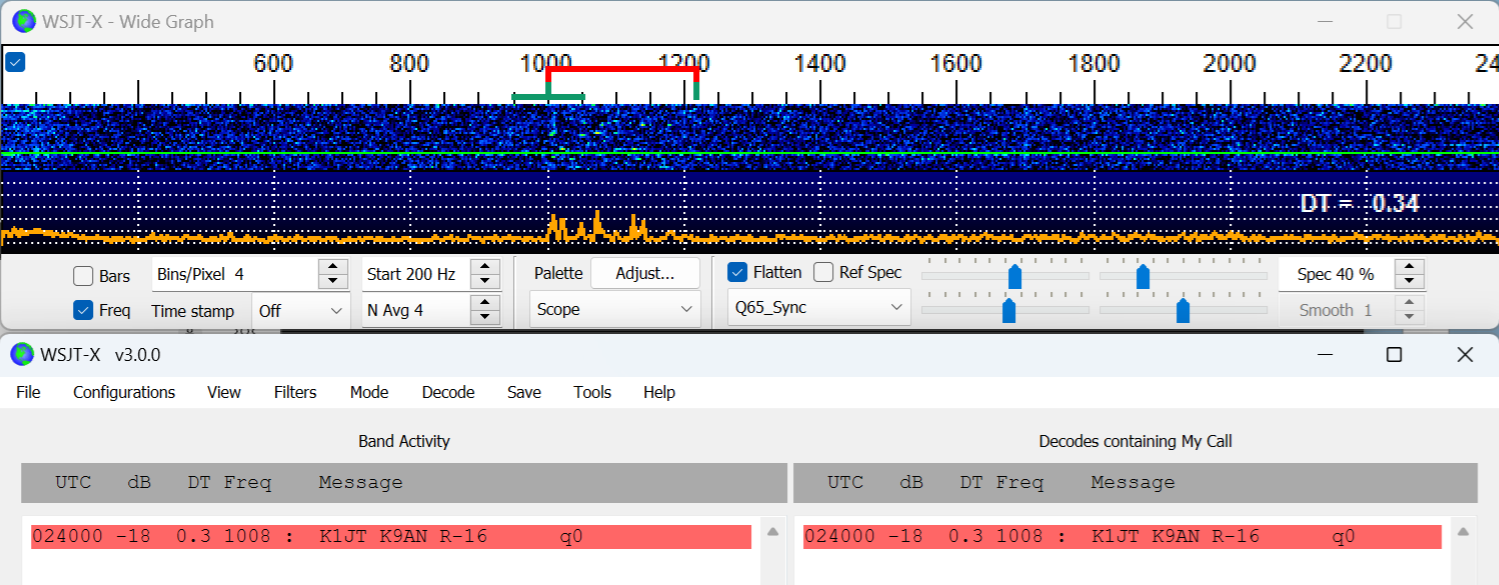 WSJT-X - Wide Graph
600 800 1000 1200 1400 1600 1800 2000 2200 24
DT = 0.34
Bars Bins/Pixel 4 Start 200 Hz Palette Adjust... Flatten Ref Spec Spec 40 %
Freq Time stamp Off N Avg 4 Scope Q65_Sync Smooth 1
WSJT-X v3.0.0
File Configurations View Filters Mode Decode Save Tools Help
Band Activity Decodes containing My Call
UTC dB DT Freq Message UTC dB DT Freq Message
024000 -18 0.3 1008 : K1JT K9AN R-16 q0 024000 -18 0.3 1008 : K1JT K9AN R-16 q0